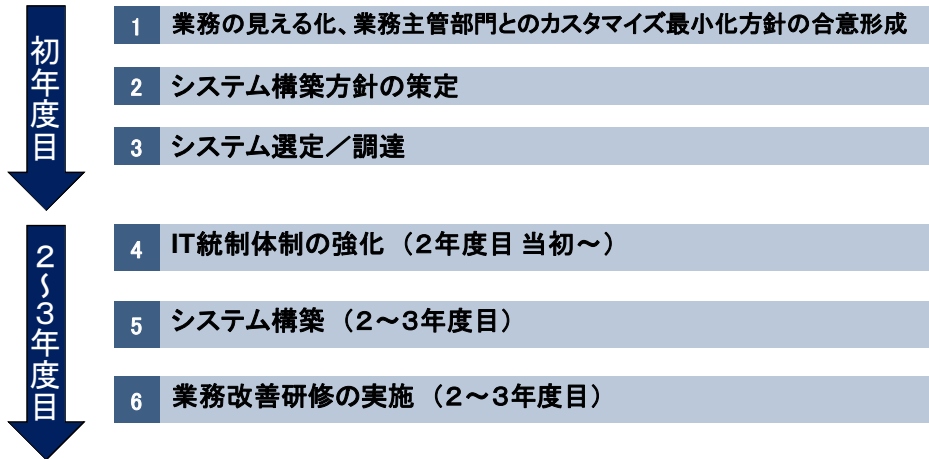 初年度目
1 業務の見える化、業務主管部門とのカスタマイズ最小化方針の合意形成
2 システム構築方針の策定
3 システム選定／調達
2～3年度目
4 IT統制体制の強化（2年度目 当初～）
5 システム構築（2～3年度目）
6 業務改善研修の実施（2～3年度目）